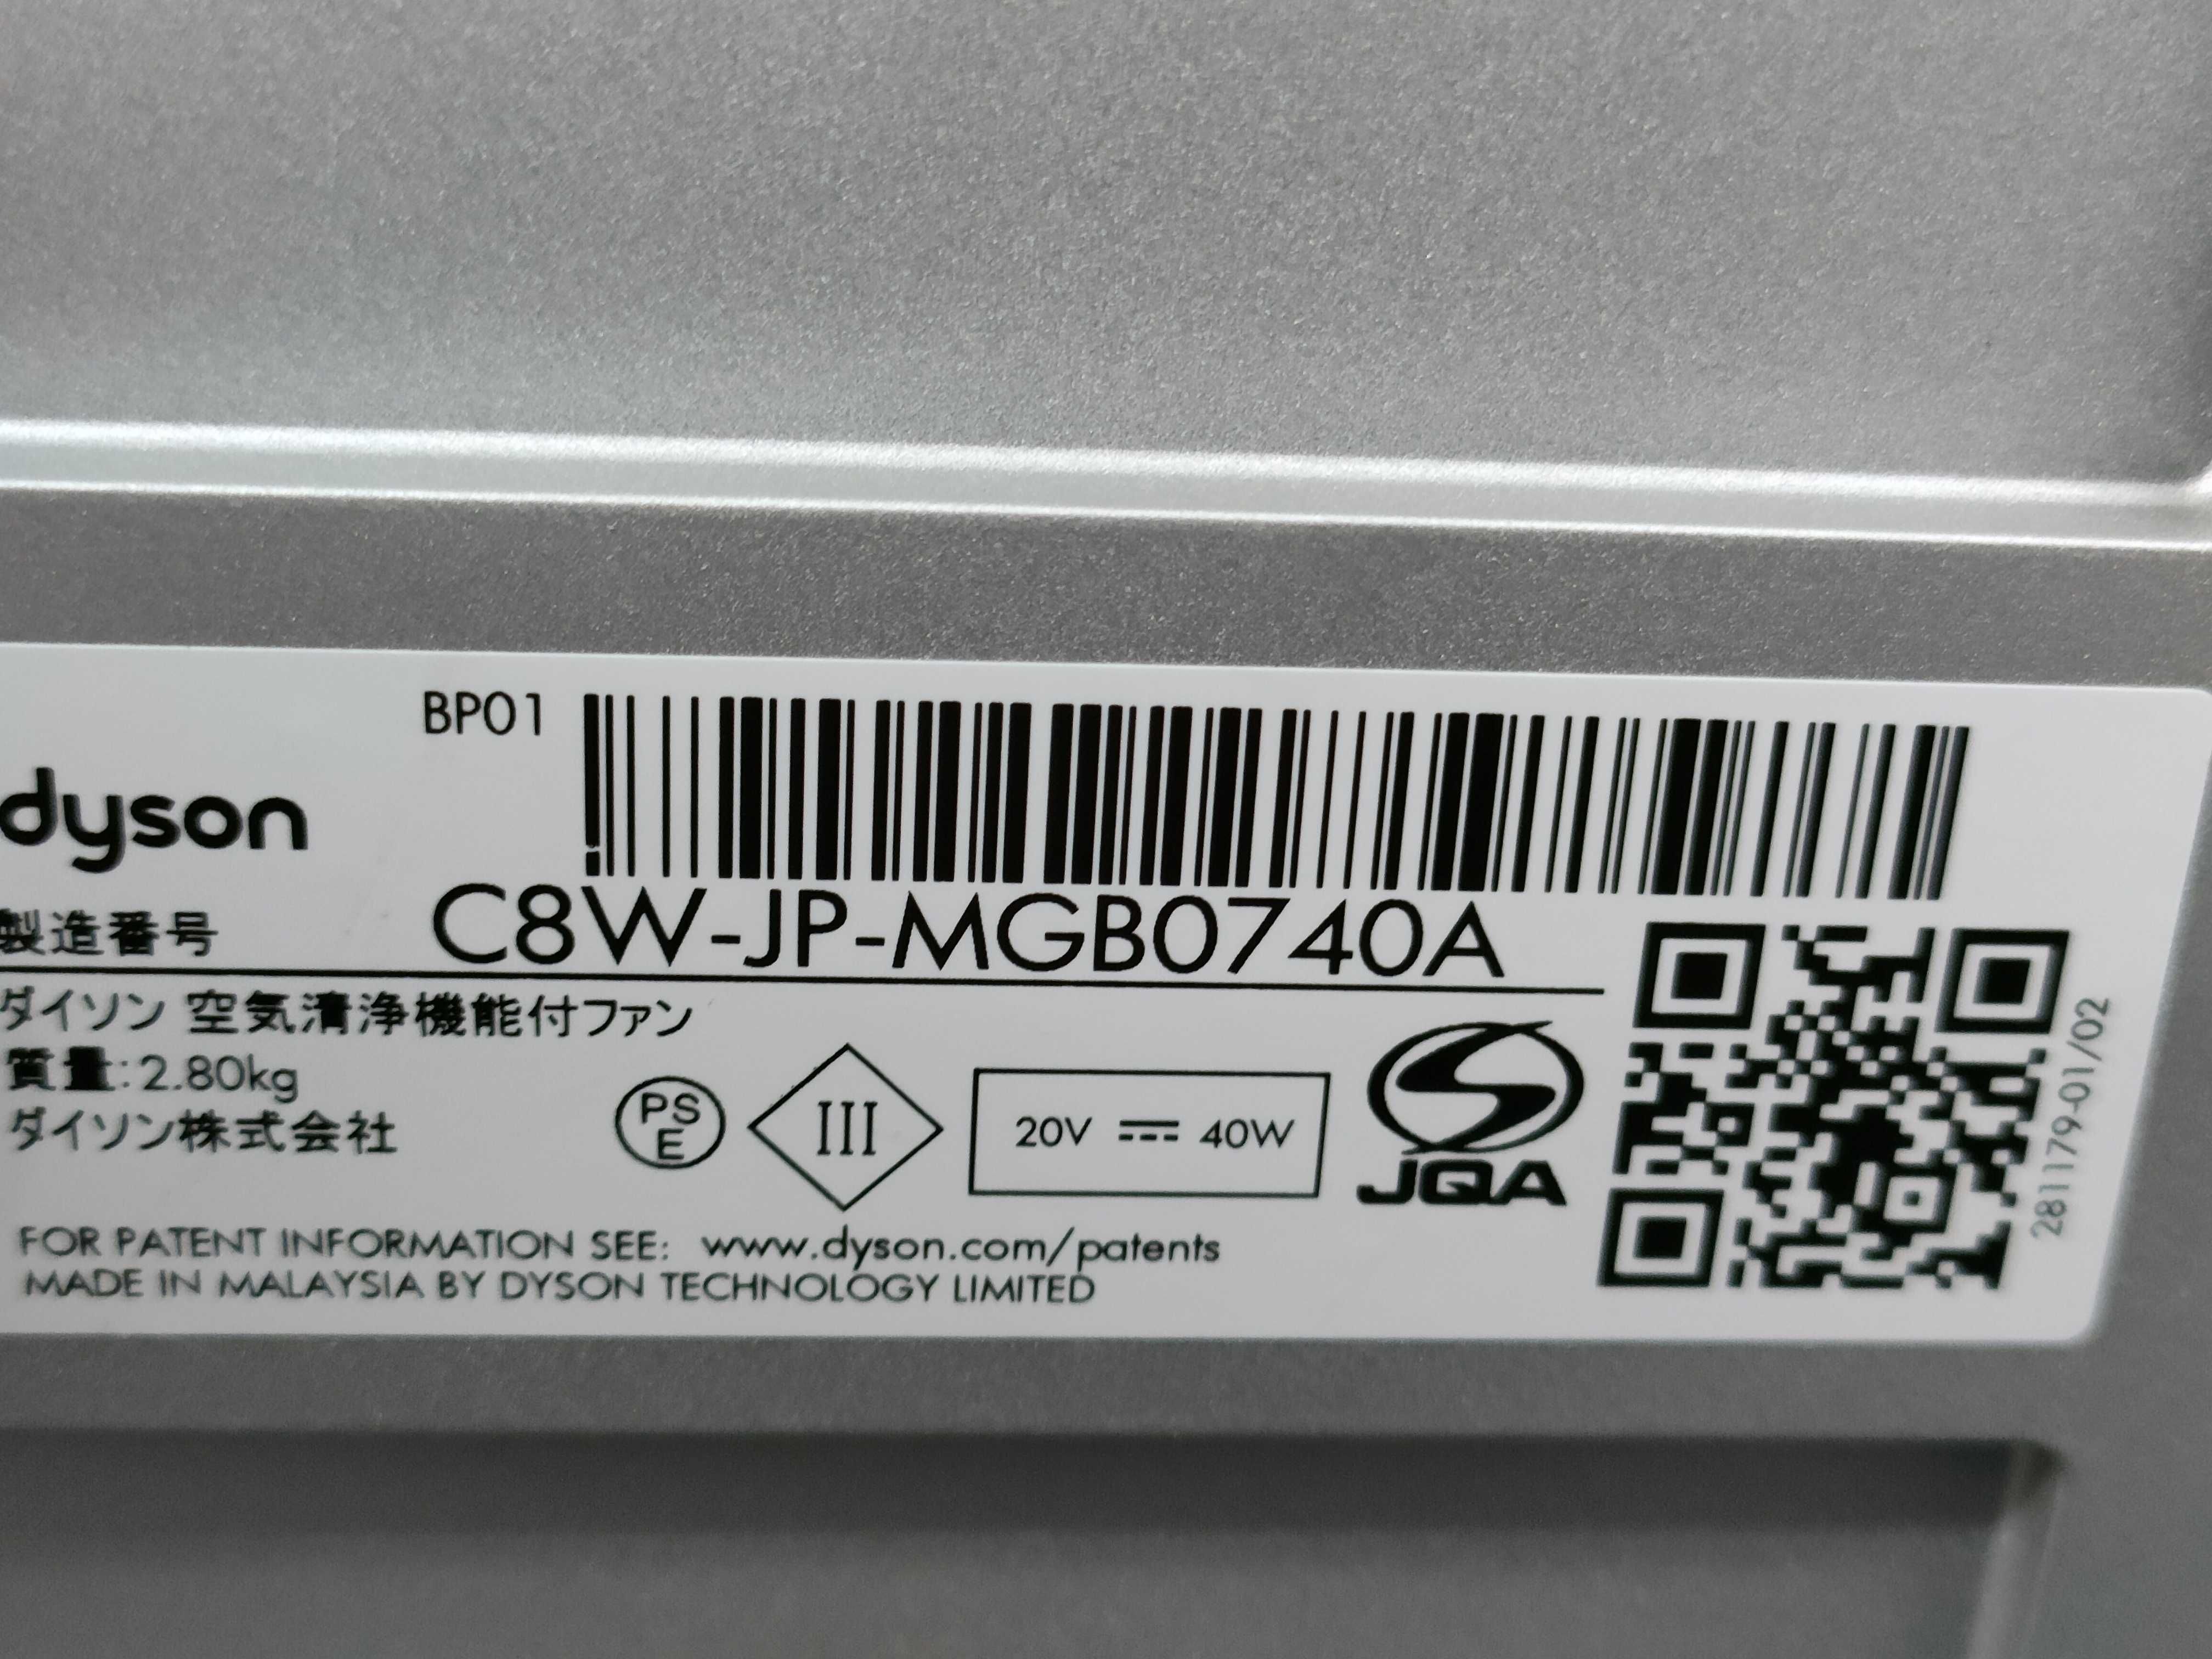 BP01
dyson
製造番号 C8W-JP-MGB0740A
ダイソン 空気清浄機能付ファン
質量:2.80kg
ダイソン株式会社
PS
E
III
20V ⎓ 40W
JQA
281179-01/02
FOR PATENT INFORMATION SEE: www.dyson.com/patents
MADE IN MALAYSIA BY DYSON TECHNOLOGY LIMITED